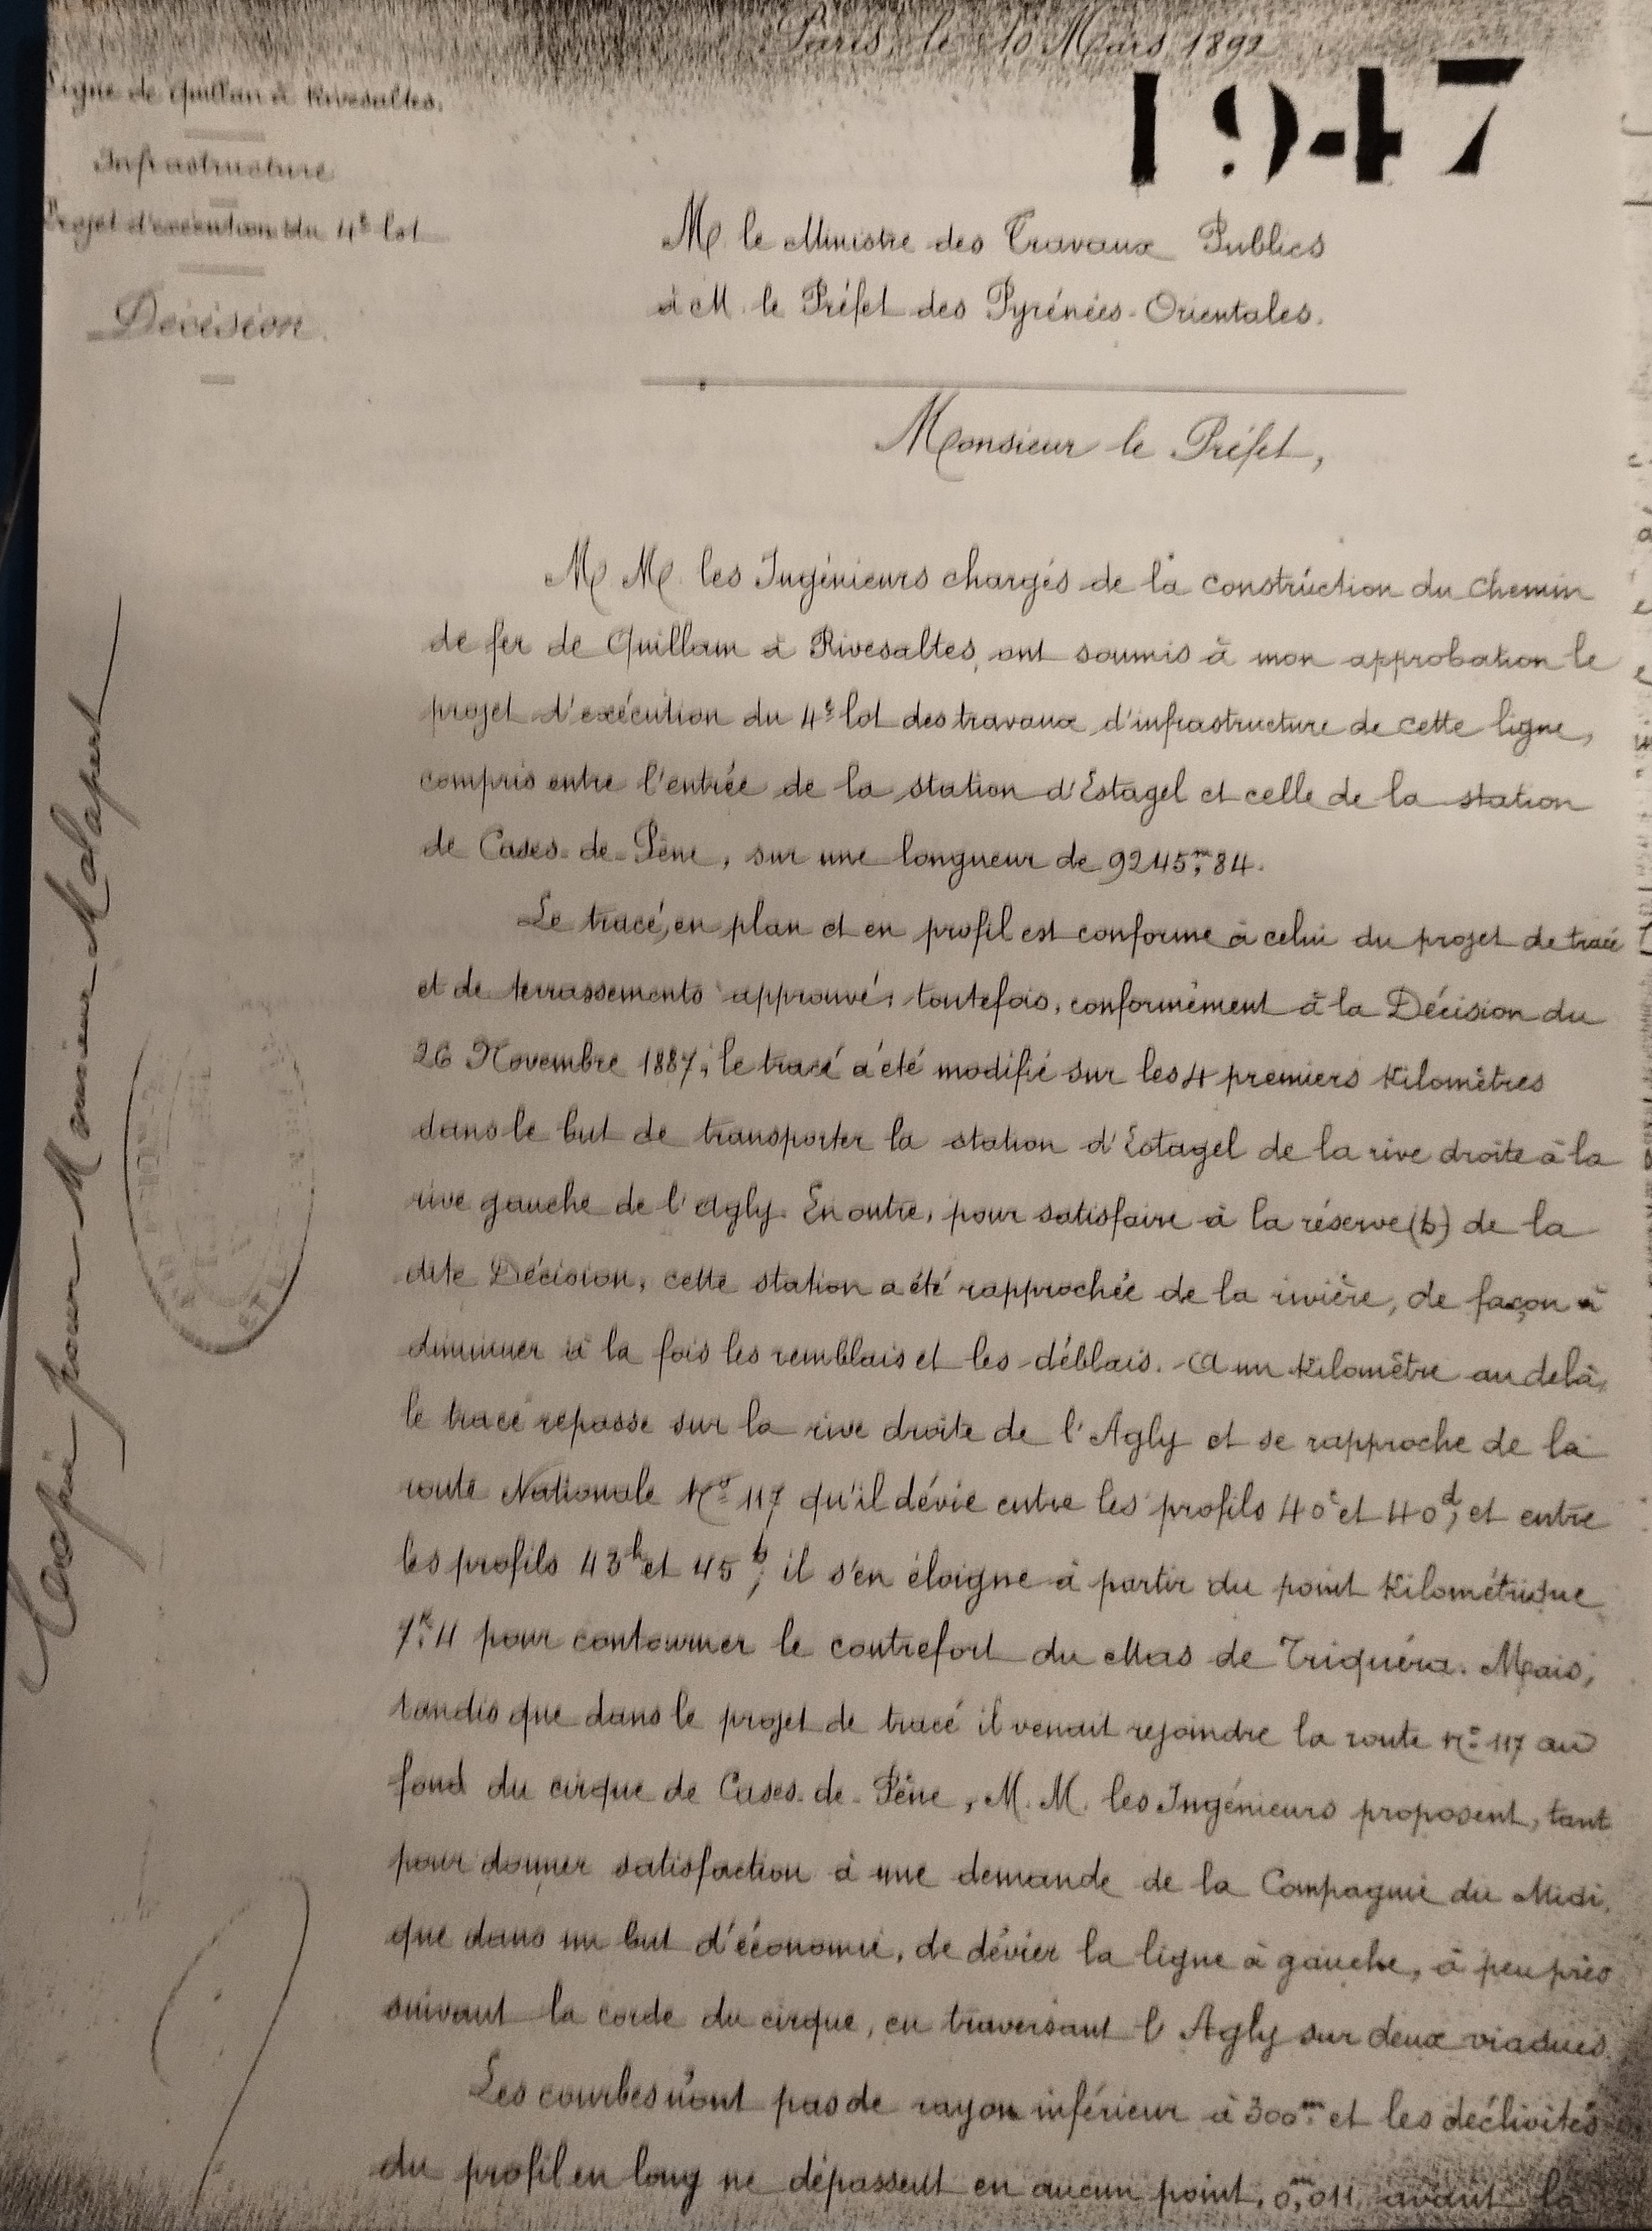 Paris, le 10 Mars 1892
1947
Ligne de Quillan à Rivesaltes.
Infrastructure
Projet d'exécution du 4e lot
Décision.
M. le Ministre des Travaux Publics
à M. le Préfet des Pyrénées-Orientales.
Monsieur le Préfet,
M. M. les Ingénieurs chargés de la construction du Chemin
de fer de Quillan à Rivesaltes, ont soumis à mon approbation le
projet d'exécution du 4e lot des travaux d'infrastructure de cette ligne,
compris entre l'entrée de la station d'Estagel et celle de la station
de Cases-de-Pène, sur une longueur de 9245m,84.
Le tracé, en plan et en profil est conforme à celui du projet de tracé
et de terrassements approuvé; toutefois, conformément à la Décision du
26 Novembre 1887, le tracé a été modifié sur les 4 premiers Kilomètres
dans le but de transporter la station d'Estagel de la rive droite à la
rive gauche de l'Agly. En outre, pour satisfaire à la réserve (b) de la
dite Décision, cette station a été rapprochée de la rivière, de façon à
diminuer à la fois les remblais et les déblais. A un Kilomètre au delà,
le tracé repasse sur la rive droite de l'Agly et se rapproche de la
route Nationale No 117 qu'il dévie entre les profils 40c et 40d, et entre
les profils 43h et 45b; il s'en éloigne à partir du point Kilométrique
7K,4 pour contourner le contrefort du Mas de Triquéra. Mais,
tandis que dans le projet de tracé il venait rejoindre la route No 117 au
fond du cirque de Cases-de-Pène, M. M. les Ingénieurs proposent, tant
pour donner satisfaction à une demande de la Compagnie du Midi,
que dans un but d'économie, de dévier la ligne à gauche, à peu près
suivant la corde du cirque, en traversant l'Agly sur deux viaducs.
Les courbes n'ont pas de rayon inférieur à 300m et les déclivités
du profil en long ne dépassent en aucun point, 0m,011, avant la
Copie pour Monsieur Malapert